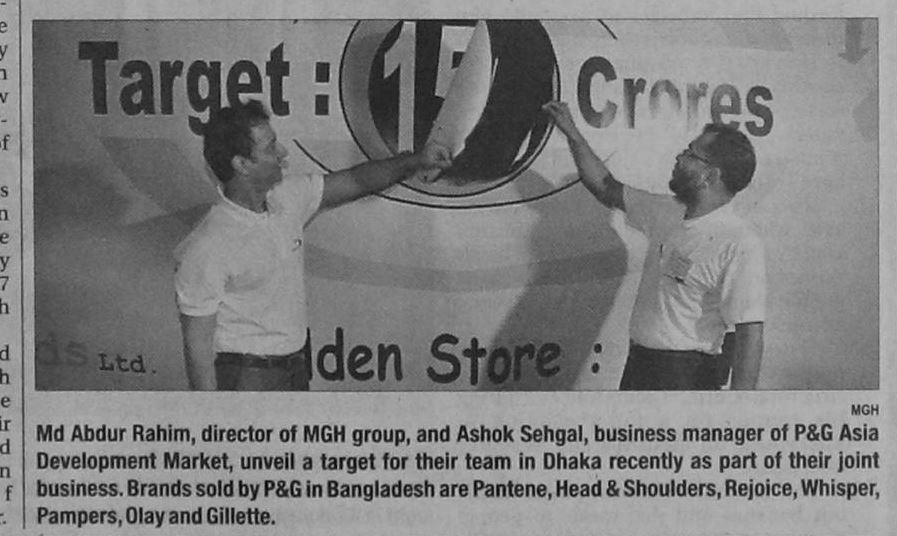 Target : 15 Crores
ds Ltd.
lden Store :
MGH
Md Abdur Rahim, director of MGH group, and Ashok Sehgal, business manager of P&G Asia
Development Market, unveil a target for their team in Dhaka recently as part of their joint
business. Brands sold by P&G in Bangladesh are Pantene, Head & Shoulders, Rejoice, Whisper,
Pampers, Olay and Gillette.